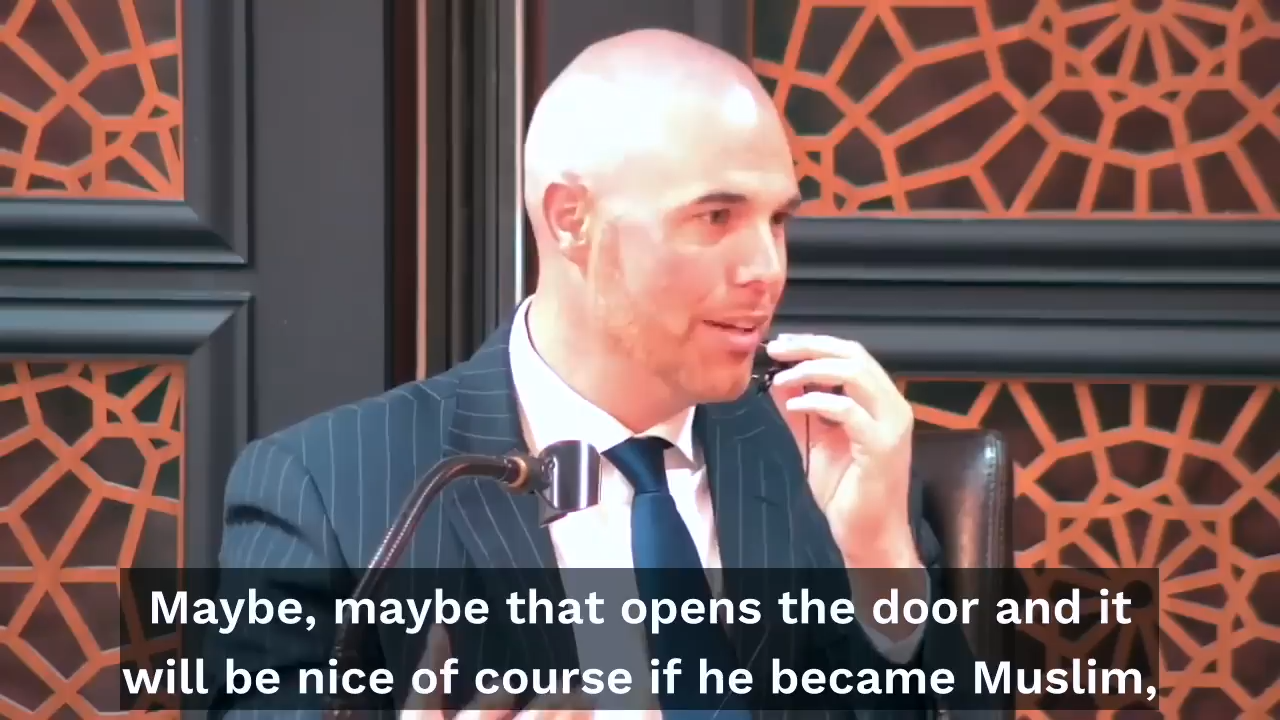 Maybe, maybe that opens the door and it
will be nice of course if he became Muslim,